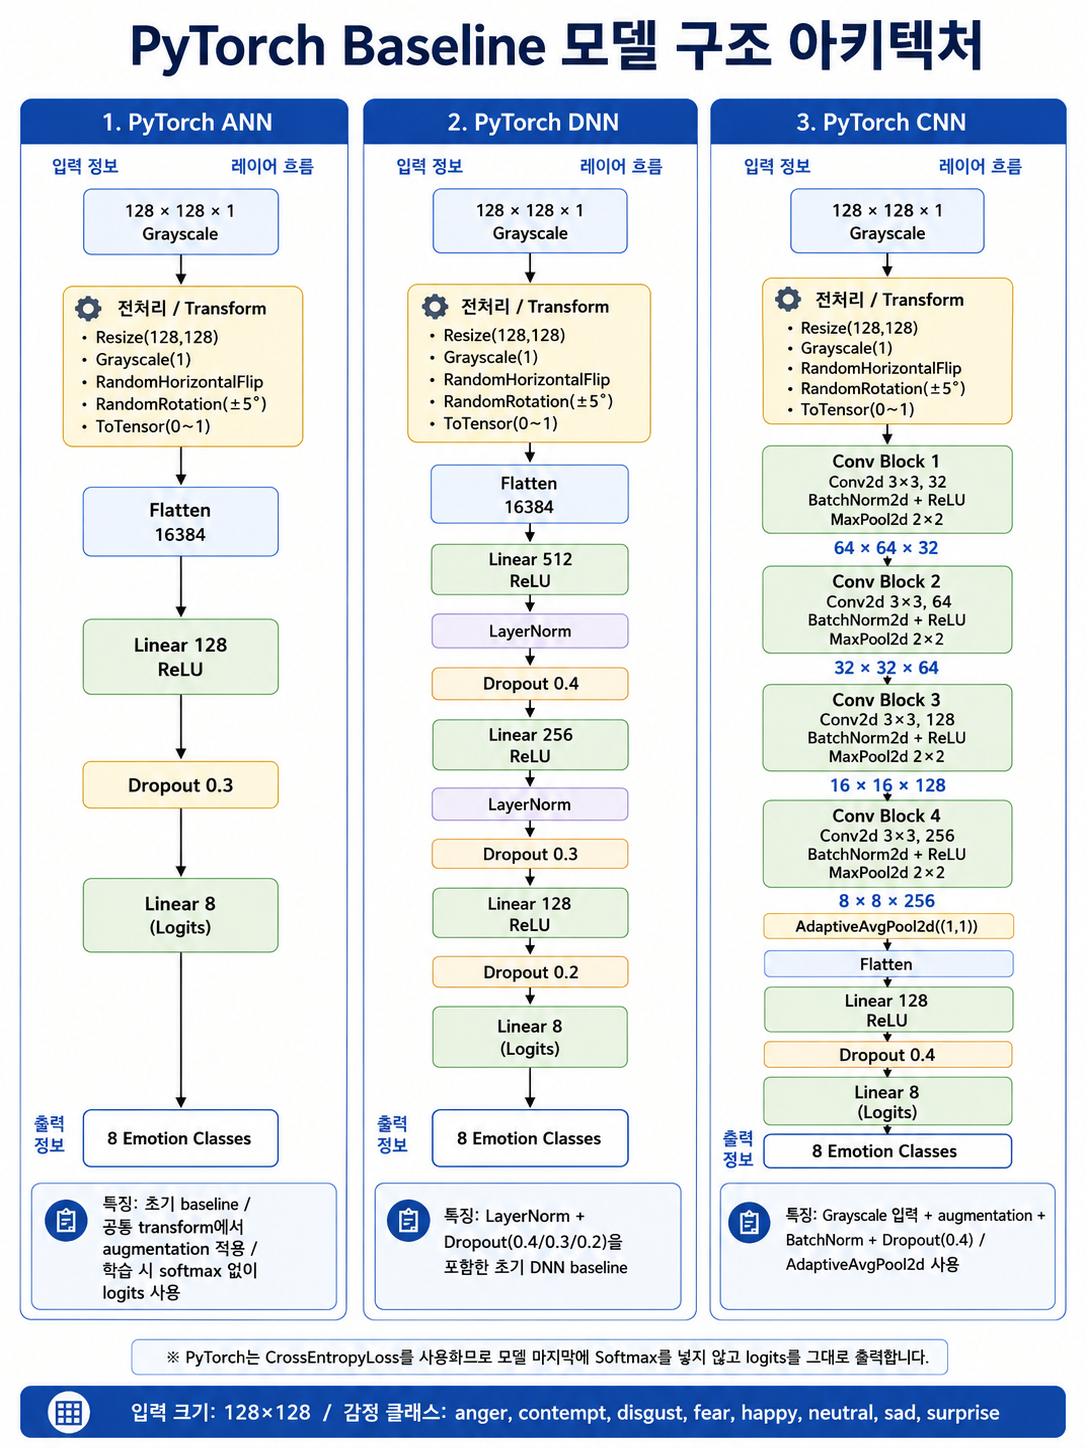 PyTorch Baseline 모델 구조 아키텍처
1. PyTorch ANN
입력 정보
레이어 흐름
128 × 128 × 1
Grayscale
전처리 / Transform
• Resize(128,128)
• Grayscale(1)
• RandomHorizontalFlip
• RandomRotation(±5°)
• ToTensor(0~1)
Flatten
16384
Linear 128
ReLU
Dropout 0.3
Linear 8
(Logits)
출력
정보
8 Emotion Classes
특징: 초기 baseline /
공통 transform에서
augmentation 적용 /
학습 시 softmax 없이
logits 사용
2. PyTorch DNN
입력 정보
레이어 흐름
128 × 128 × 1
Grayscale
전처리 / Transform
• Resize(128,128)
• Grayscale(1)
• RandomHorizontalFlip
• RandomRotation(±5°)
• ToTensor(0~1)
Flatten
16384
Linear 512
ReLU
LayerNorm
Dropout 0.4
Linear 256
ReLU
LayerNorm
Dropout 0.3
Linear 128
ReLU
Dropout 0.2
Linear 8
(Logits)
출력
정보
8 Emotion Classes
특징: LayerNorm +
Dropout(0.4/0.3/0.2)을
포함한 초기 DNN baseline
3. PyTorch CNN
입력 정보
레이어 흐름
128 × 128 × 1
Grayscale
전처리 / Transform
• Resize(128,128)
• Grayscale(1)
• RandomHorizontalFlip
• RandomRotation(±5°)
• ToTensor(0~1)
Conv Block 1
Conv2d 3×3, 32
BatchNorm2d + ReLU
MaxPool2d 2×2
64 × 64 × 32
Conv Block 2
Conv2d 3×3, 64
BatchNorm2d + ReLU
MaxPool2d 2×2
32 × 32 × 64
Conv Block 3
Conv2d 3×3, 128
BatchNorm2d + ReLU
MaxPool2d 2×2
16 × 16 × 128
Conv Block 4
Conv2d 3×3, 256
BatchNorm2d + ReLU
MaxPool2d 2×2
8 × 8 × 256
AdaptiveAvgPool2d((1,1))
Flatten
Linear 128
ReLU
Dropout 0.4
Linear 8
(Logits)
출력
정보
8 Emotion Classes
특징: Grayscale 입력 + augmentation +
BatchNorm + Dropout(0.4) /
AdaptiveAvgPool2d 사용
※ PyTorch는 CrossEntropyLoss를 사용화므로 모델 마지막에 Softmax를 넣지 않고 logits를 그대로 출력합니다.
입력 크기: 128×128 / 감정 클래스: anger, contempt, disgust, fear, happy, neutral, sad, surprise